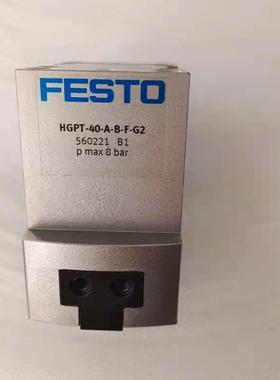 FESTO
HGPT-40-A-B-F-G2
560221 B1
p max 8 bar